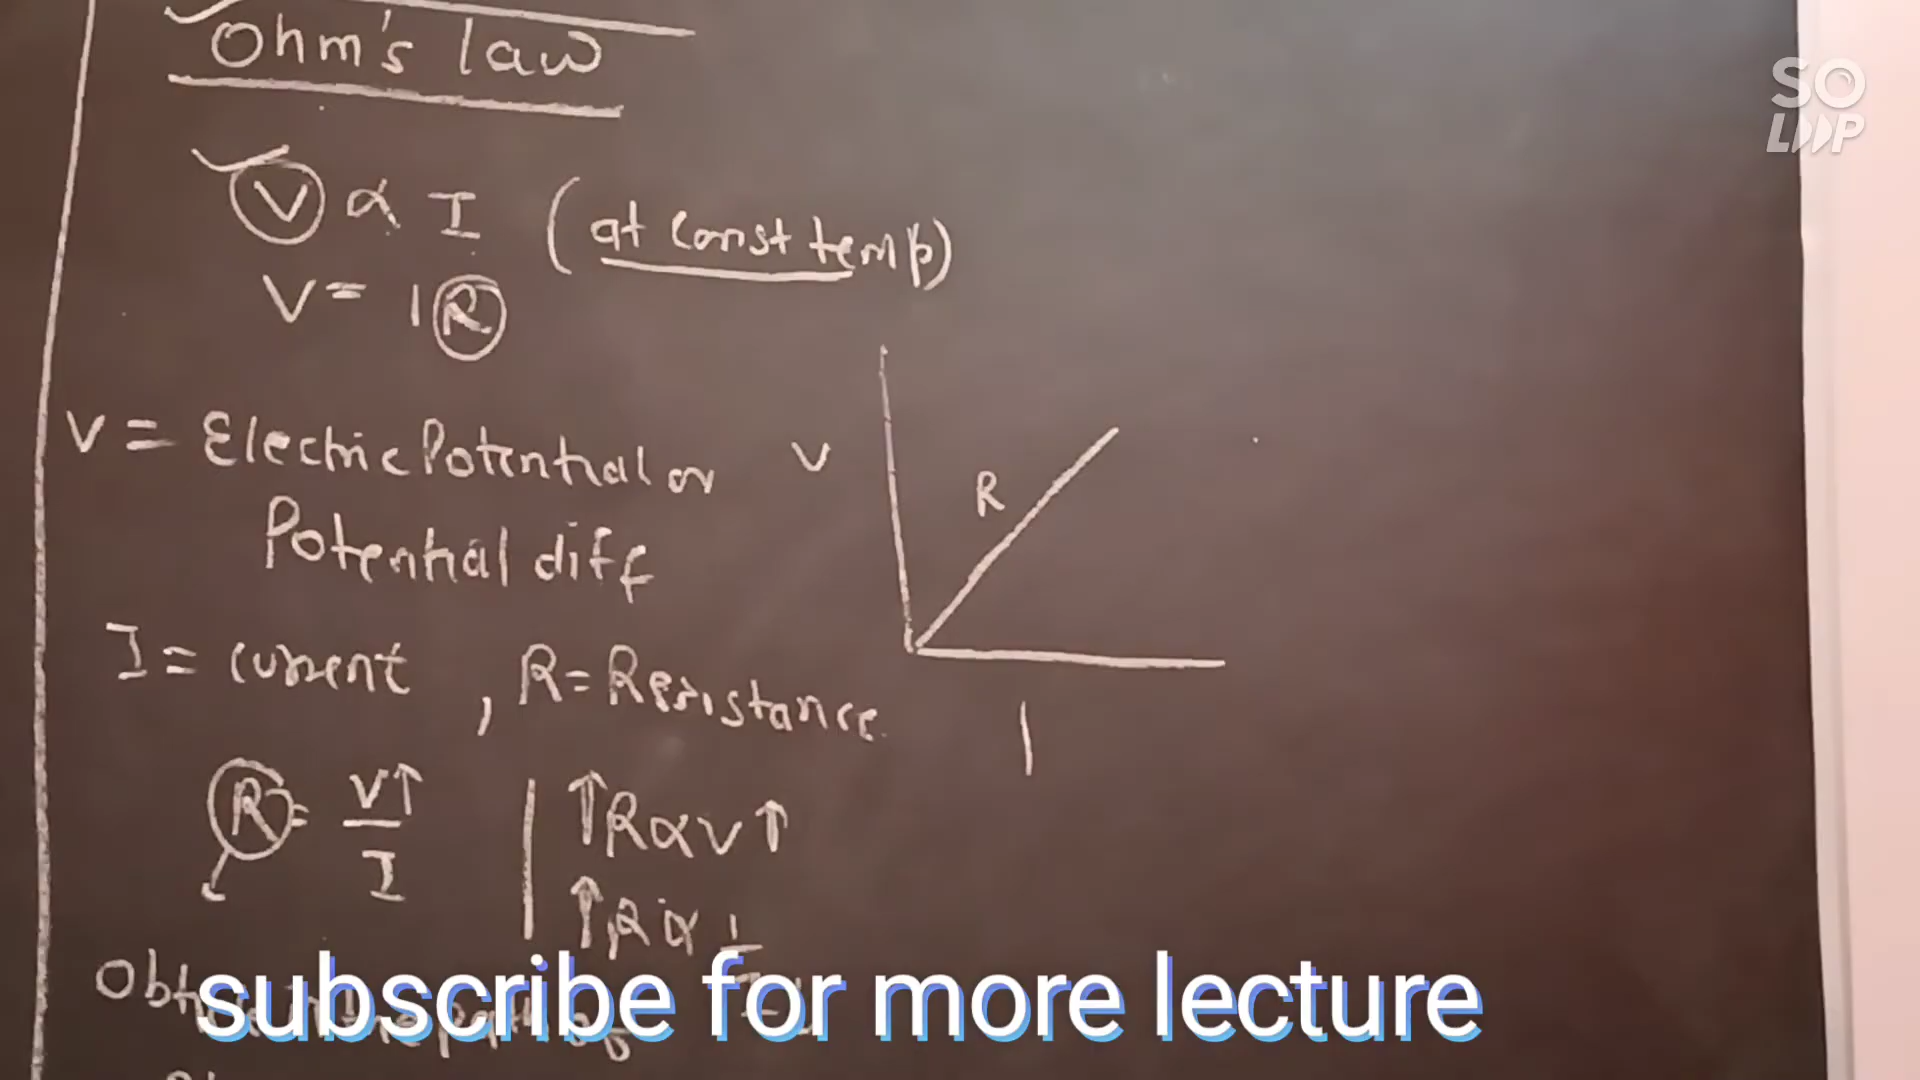 Ohm's law
V ∝ I (at const temp)
V = IR
V = Electric Potential or
Potential diff
I = current , R = Resistance
R = V↑/I
↑R ∝ V↑
↑R ∝ 1/I
V
R
I
subscribe for more lecture
SO
LOOP